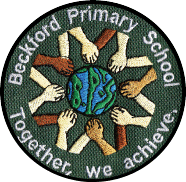 Beckford Primary School
BPS
Together, we achieve.